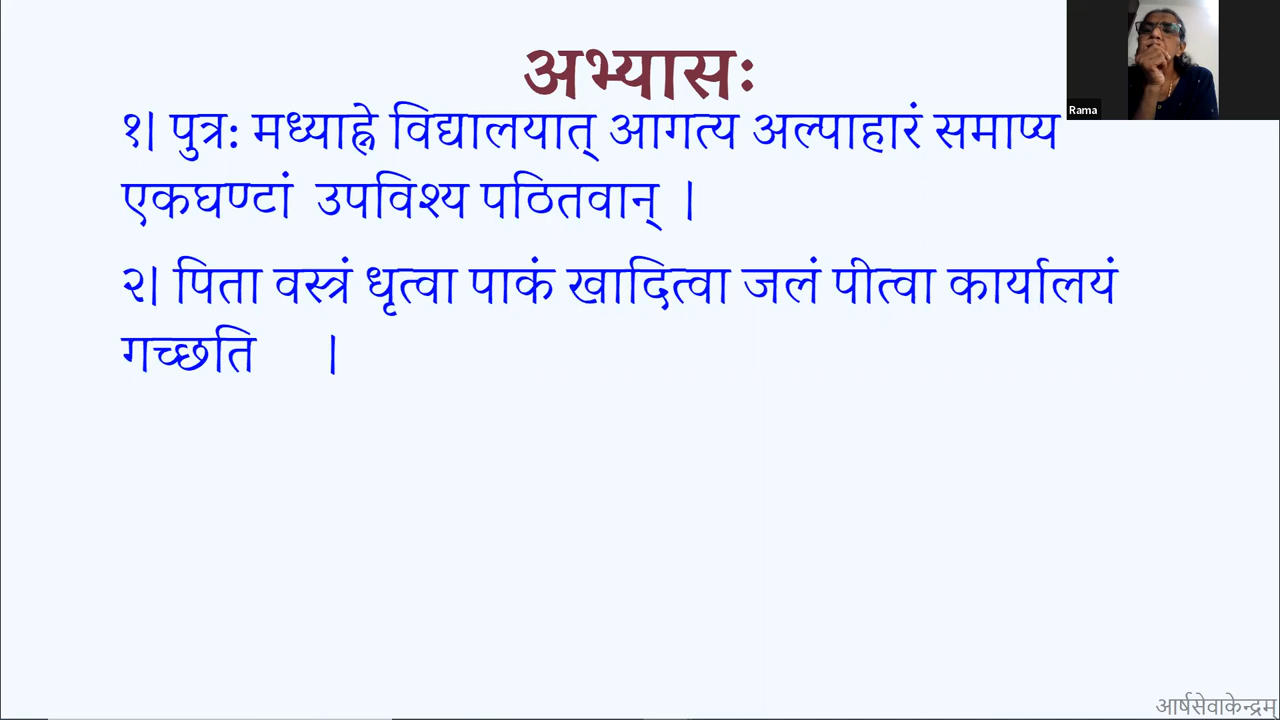 अभ्यासः
Rama
१। पुत्रः मध्याह्ने विद्यालयात् आगत्य अल्पाहारं समाप्य
एकघण्टां उपविश्य पठितवान् ।
२। पिता वस्त्रं धृत्वा पाकं खादित्वा जलं पीत्वा कार्यालयं
गच्छति ।
आर्षसेवाकेन्द्रम्